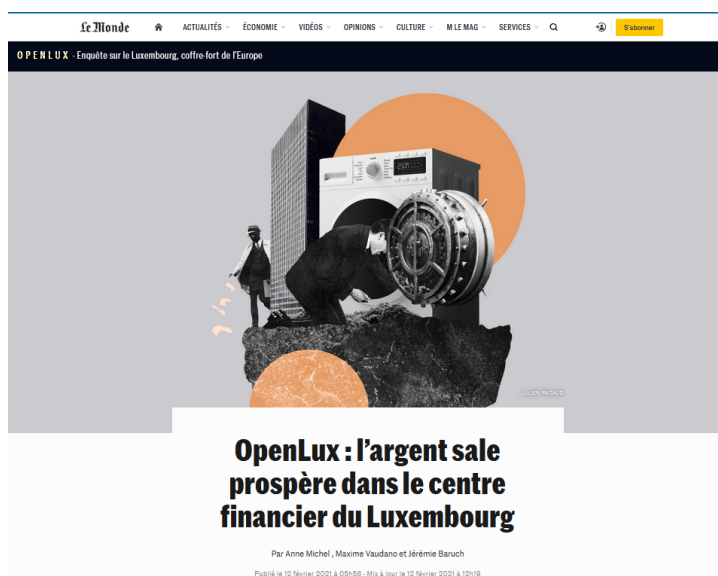 Le Monde ACTUALITÉS ÉCONOMIE VIDÉOS OPINIONS CULTURE M LE MAG SERVICES S'abonner
OPENLUX - Enquête sur le Luxembourg, coffre-fort de l'Europe
JULIEN PACAUD
OpenLux : l'argent sale
prospère dans le centre
financier du Luxembourg
Par Anne Michel , Maxime Vaudano et Jérémie Baruch
Publié le 12 février 2021 à 05h58 - Mis à jour le 12 février 2021 à 12h19